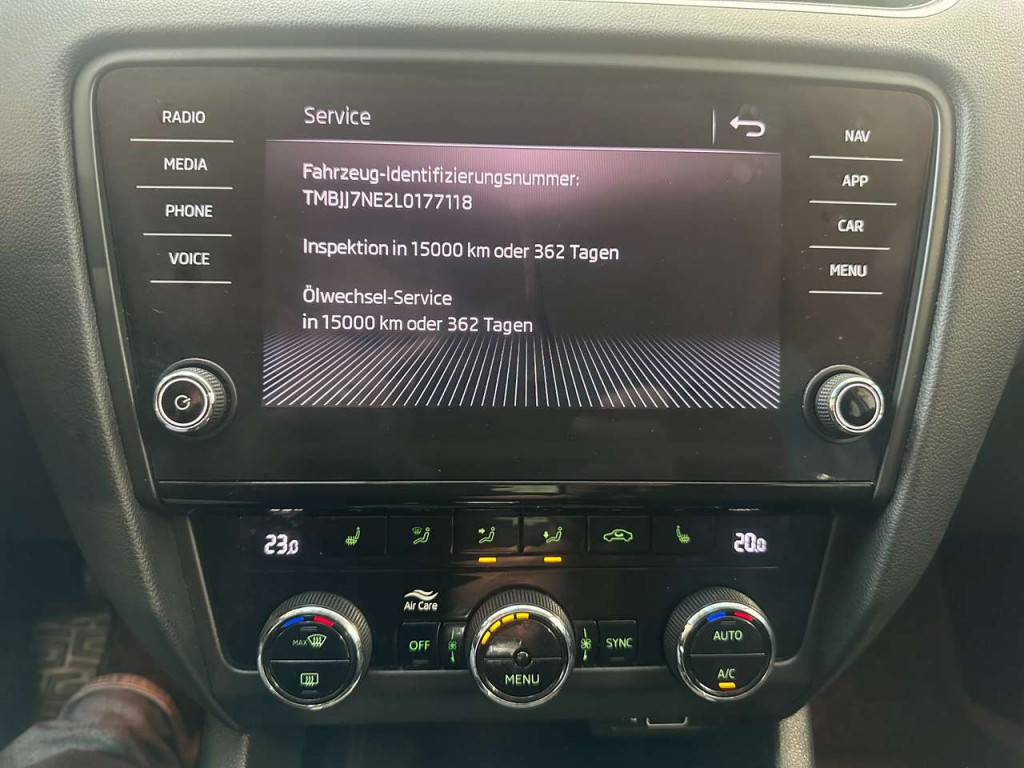 RADIO
MEDIA
PHONE
VOICE
Service
Fahrzeug-Identifizierungsnummer:
TMBJJ7NE2L0177118
Inspektion in 15000 km oder 362 Tagen
Ölwechsel-Service
in 15000 km oder 362 Tagen
NAV
APP
CAR
MENU
23.0
20.0
Air Care
MAX
OFF
MENU
SYNC
AUTO
A/C